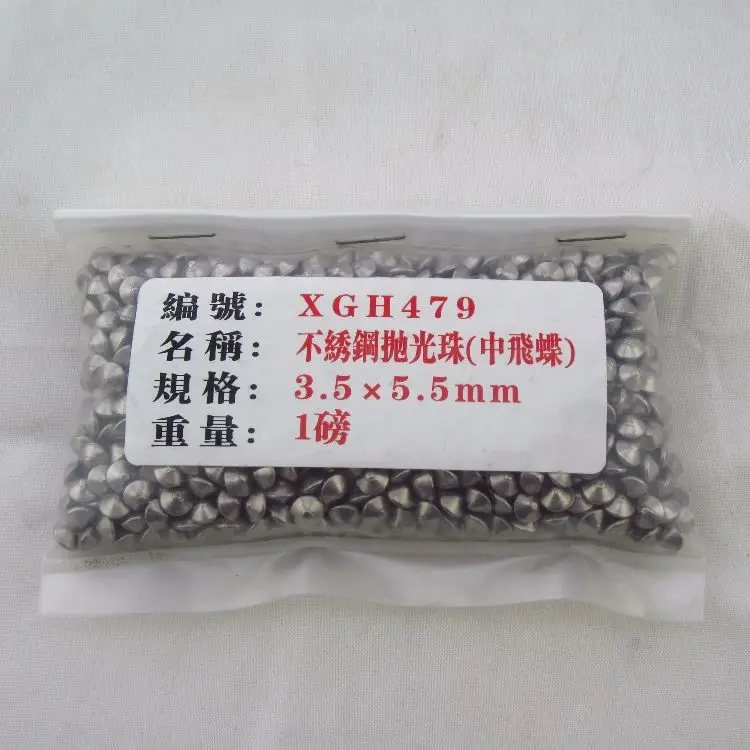 編號: XGH479
名稱: 不綉鋼拋光珠(中飛蝶)
規格: 3.5×5.5mm
重量: 1磅